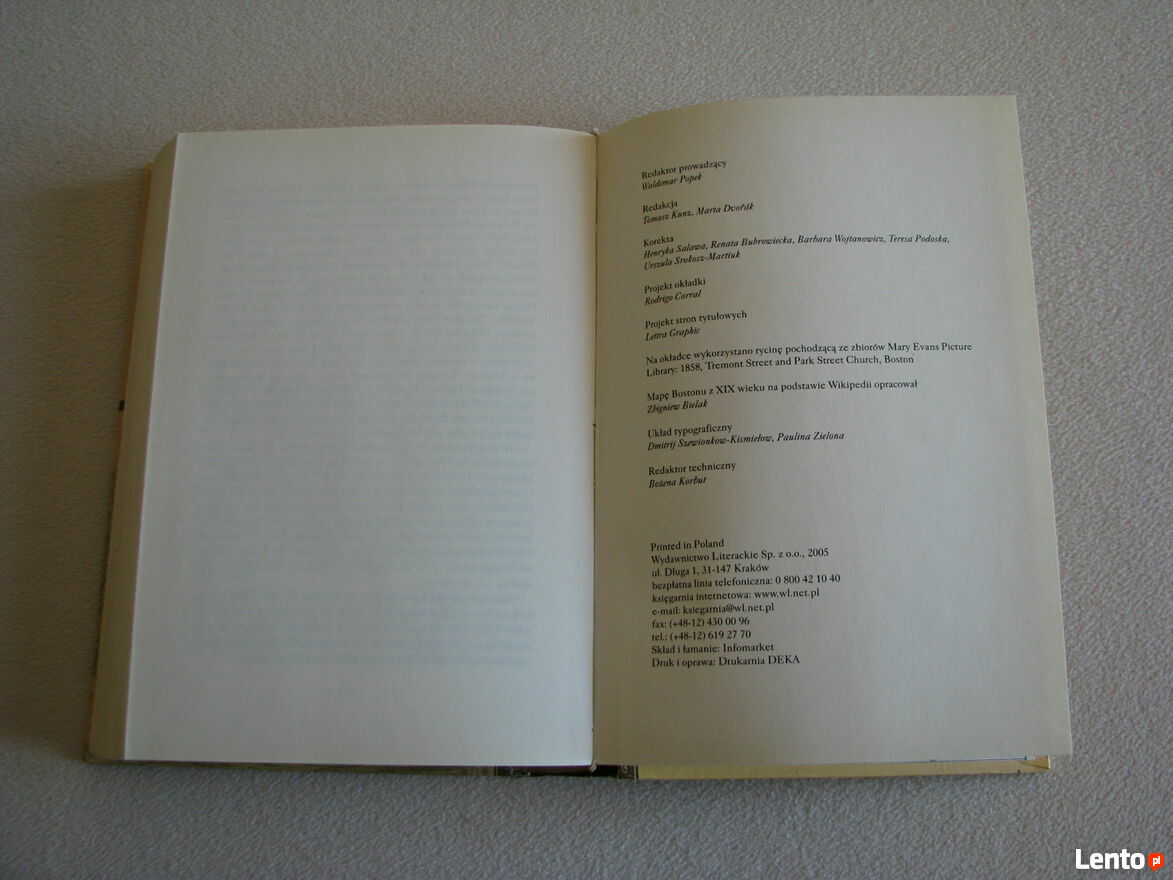 Redaktor prowadzący
Waldemar Popek
Redakcja
Tomasz Kunz, Marta Dvořák
Korekta
Henryka Salawa, Renata Bubrowiecka, Barbara Wojtanowicz, Teresa Podoska,
Urszula Srokosz-Martiuk
Projekt okładki
Rodrigo Corral
Projekt stron tytułowych
Lettra Graphic
Na okładce wykorzystano rycinę pochodzącą ze zbiorów Mary Evans Picture
Library: 1858, Tremont Street and Park Street Church, Boston
Mapę Bostonu z XIX wieku na podstawie Wikipedii opracował
Zbigniew Bielak
Układ typograficzny
Dmitrij Szewionkow-Kismiełow, Paulina Zielona
Redaktor techniczny
Bożena Korbut
Printed in Poland
Wydawnictwo Literackie Sp. z o.o., 2005
ul. Długa 1, 31-147 Kraków
bezpłatna linia telefoniczna: 0 800 42 10 40
księgarnia internetowa: www.wl.net.pl
e-mail: ksiegarnia@wl.net.pl
fax: (+48-12) 430 00 96
tel.: (+48-12) 619 27 70
Skład i łamanie: Infomarket
Druk i oprawa: Drukarnia DEKA
Lento.pl